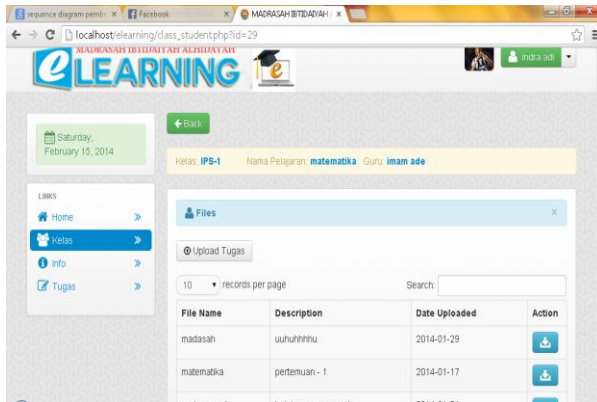 sequence diagram pemb
Facebook
MADRASAH IBTIDAIYAH
localhost/elearning/class_student.php?id=29
MADRASAH IBTIDAIYAH ALHIDAYAH
eLEARNING
indra adi
Saturday,
February 15, 2014
Back
Kelas: IPS-1 Nama Pelajaran: matematika Guru: imam ade
LINKS
Home
Kelas
Info
Tugas
Files
Upload Tugas
10 records per page Search:
File Name Description Date Uploaded Action
madasah uuhuhhhhu 2014-01-29
matematika pertemuan - 1 2014-01-17